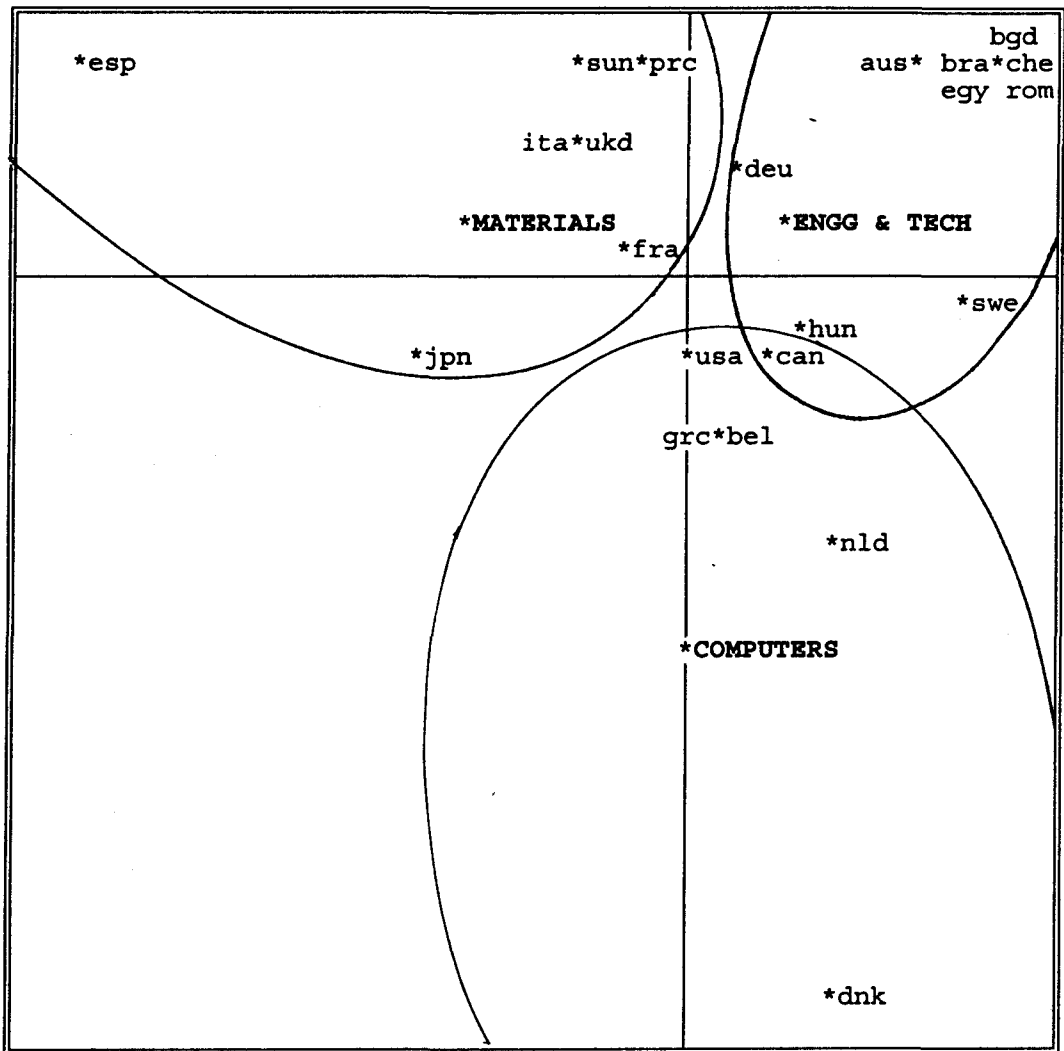 bgd
*esp *sun*prc aus* bra*che
egy rom
ita*ukd
*deu
*MATERIALS *ENGG & TECH
*fra
*swe
*hun
*jpn *usa *can
grc*bel
*nld
*COMPUTERS
*dnk